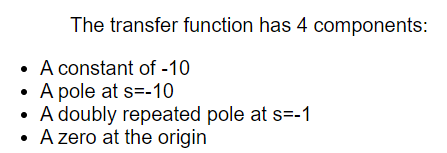 The transfer function has 4 components:
• A constant of -10
• A pole at s=-10
• A doubly repeated pole at s=-1
• A zero at the origin